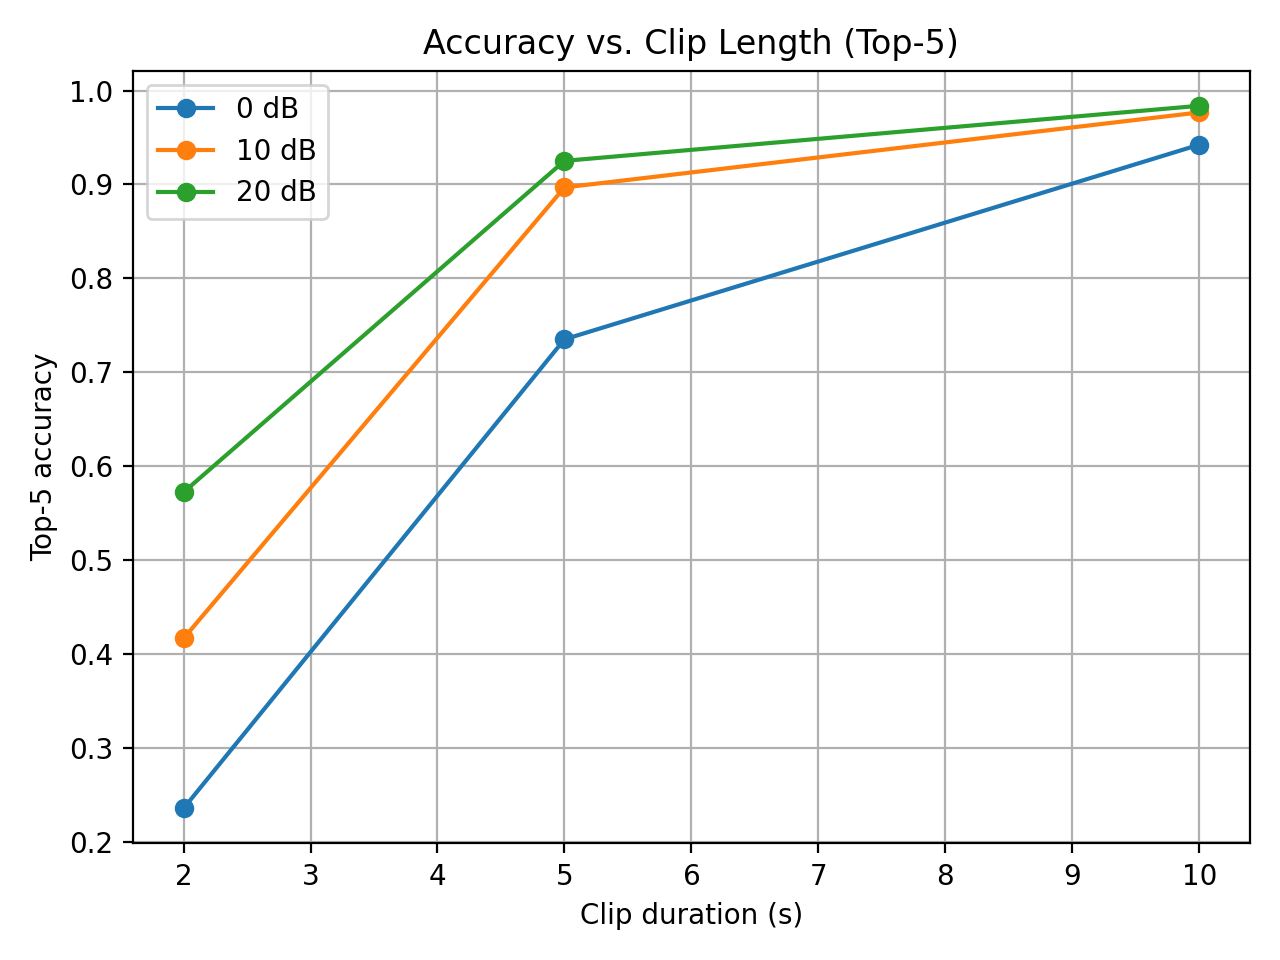 Accuracy vs. Clip Length (Top-5)
0 dB
10 dB
20 dB
Top-5 accuracy
1.0
0.9
0.8
0.7
0.6
0.5
0.4
0.3
0.2
2 3 4 5 6 7 8 9 10
Clip duration (s)